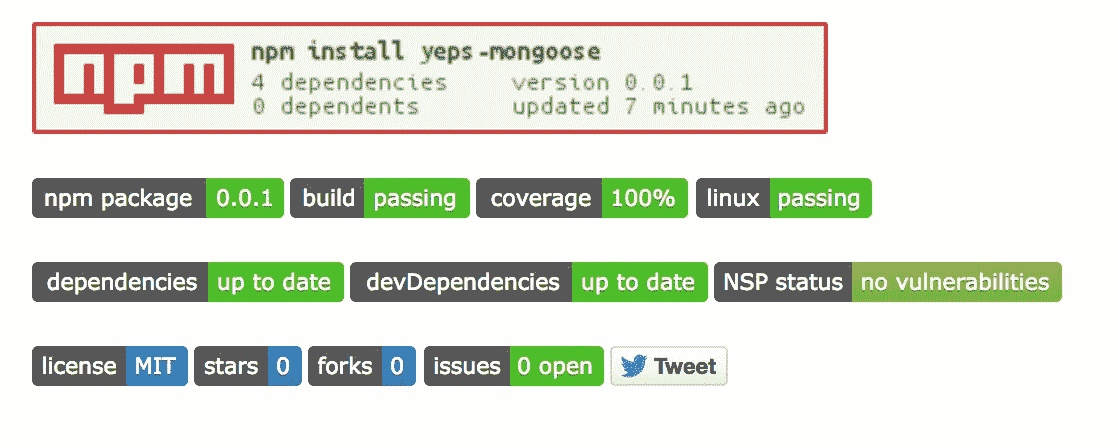 npm npm install yeps-mongoose
4 dependencies version 0.0.1
0 dependents updated 7 minutes ago
npm package 0.0.1 build passing coverage 100% linux passing
dependencies up to date devDependencies up to date NSP status no vulnerabilities
license MIT stars 0 forks 0 issues 0 open Tweet